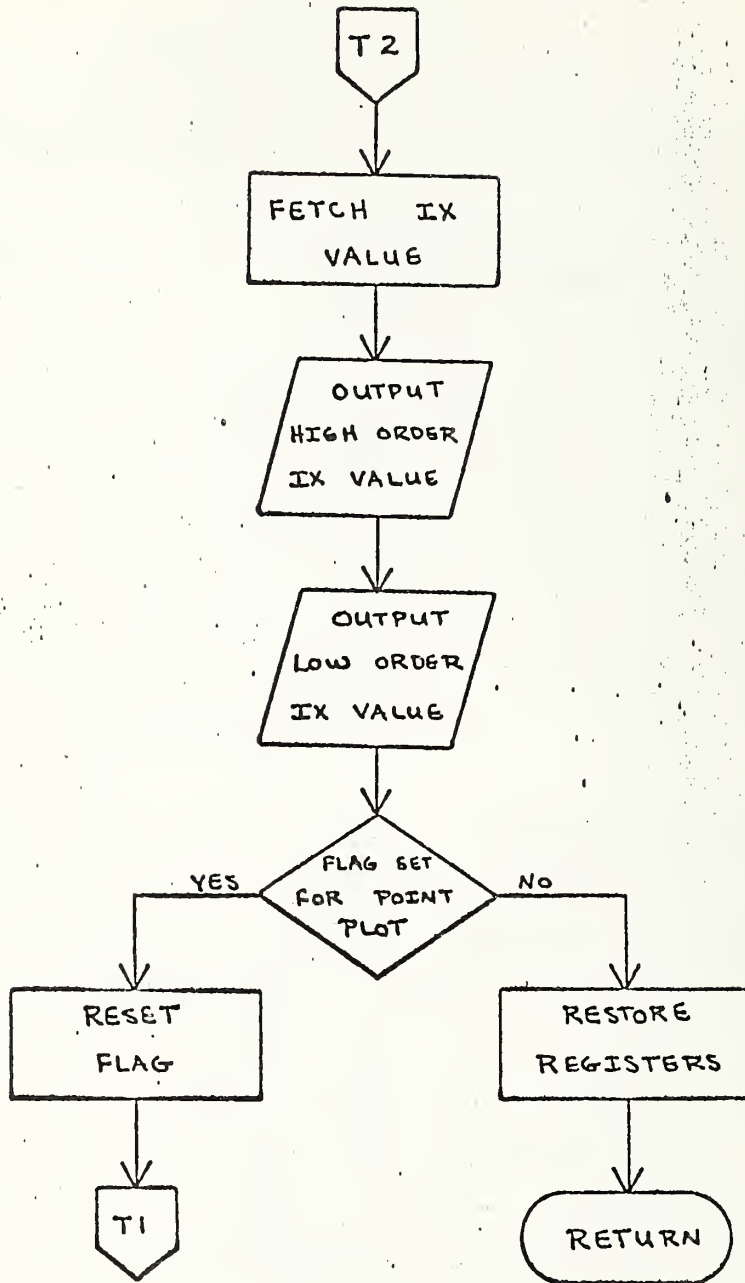 T2
FETCH IX
VALUE
OUTPUT
HIGH ORDER
IX VALUE
OUTPUT
LOW ORDER
IX VALUE
FLAG SET
FOR POINT
PLOT
YES
NO
RESET
FLAG
RESTORE
REGISTERS
T1
RETURN